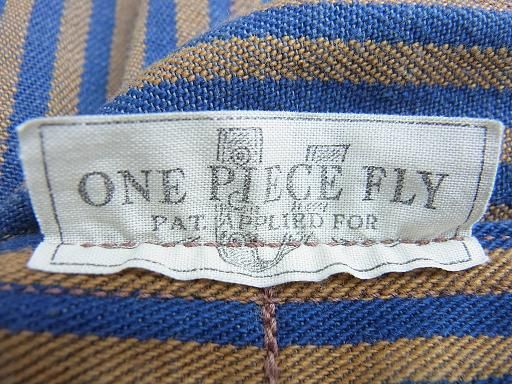 ONE PIECE FLY
PAT. APPLIED FOR